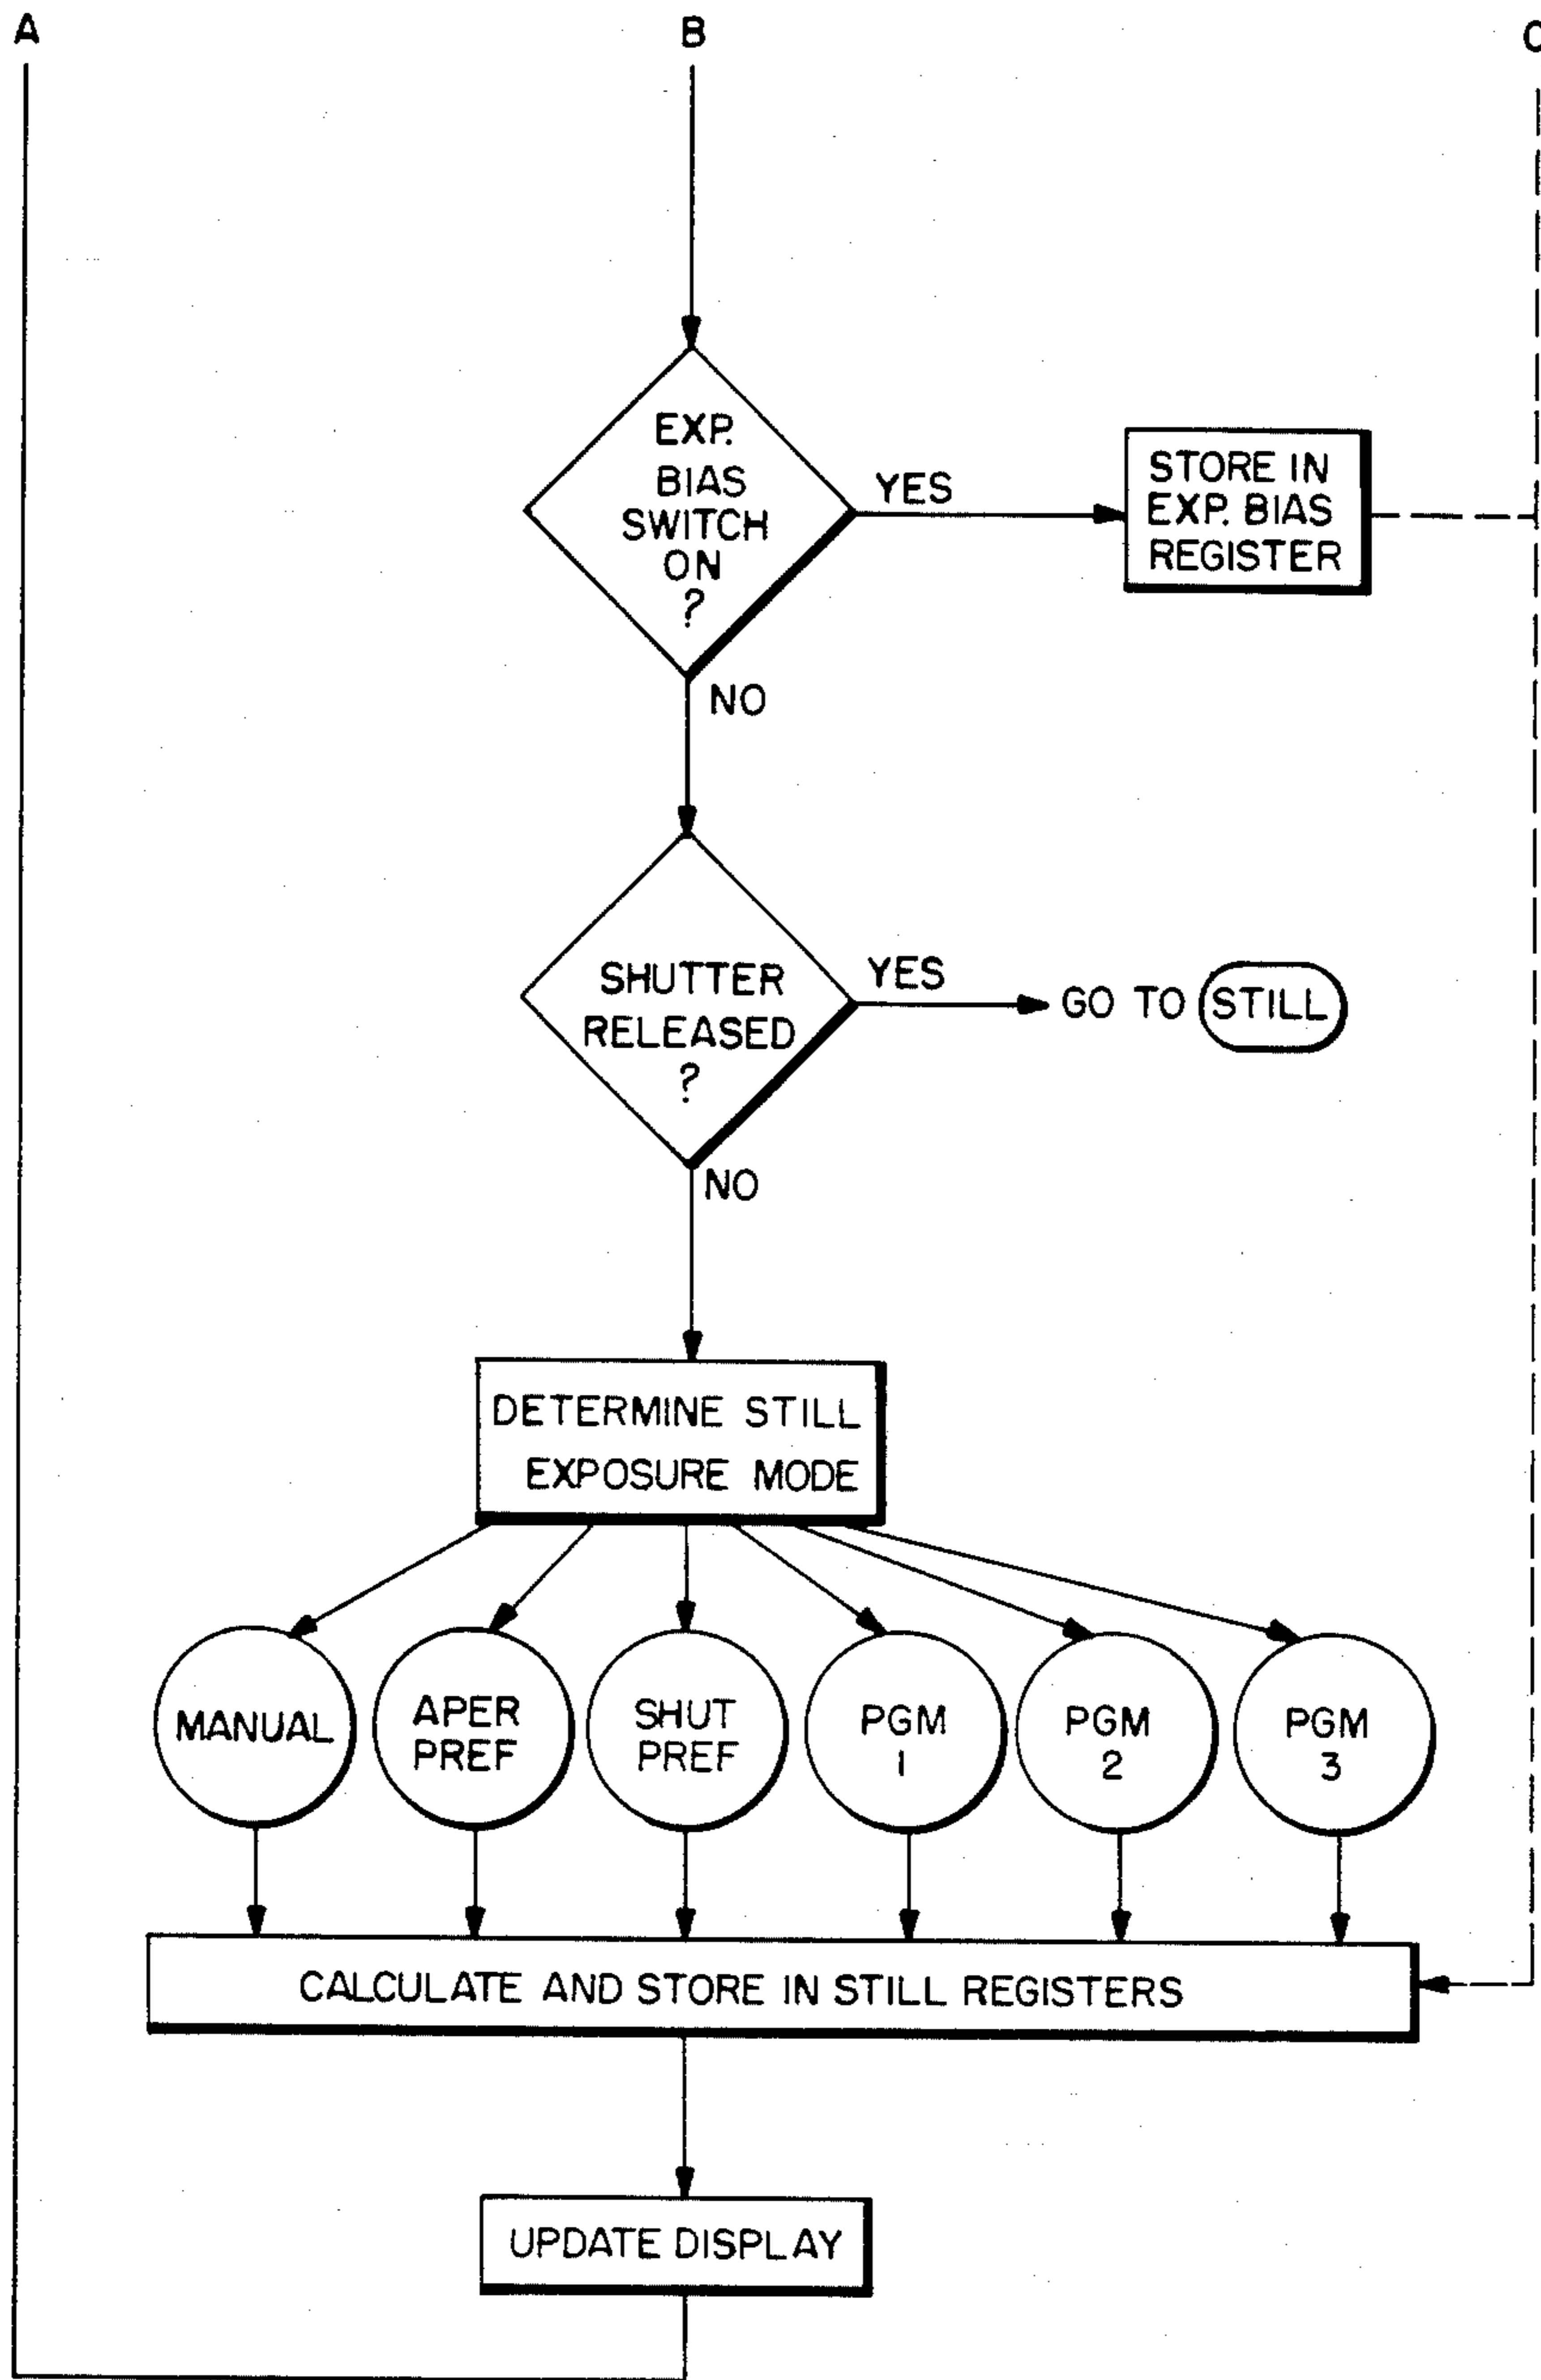 A
B
C
EXP.
BIAS
SWITCH
ON
?
YES
STORE IN
EXP. BIAS
REGISTER
NO
SHUTTER
RELEASED
?
YES
GO TO STILL
NO
DETERMINE STILL
EXPOSURE MODE
MANUAL
APER
PREF
SHUT
PREF
PGM
1
PGM
2
PGM
3
CALCULATE AND STORE IN STILL REGISTERS
UPDATE DISPLAY